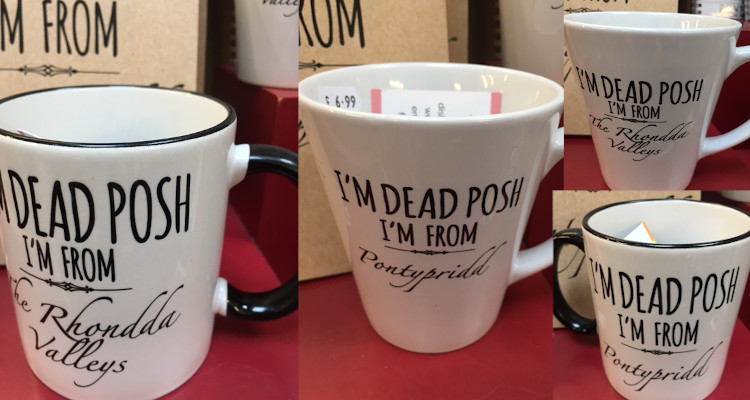 M FROM
Valleys
I'M DEAD POSH
I'M FROM
The Rhondda
Valleys
ROM
£ 6.99
I'M DEAD POSH
I'M FROM
Pontypridd
I'M DEAD POSH
I'M FROM
The Rhondda
Valleys
I'M DEAD POSH
I'M FROM
Pontypridd